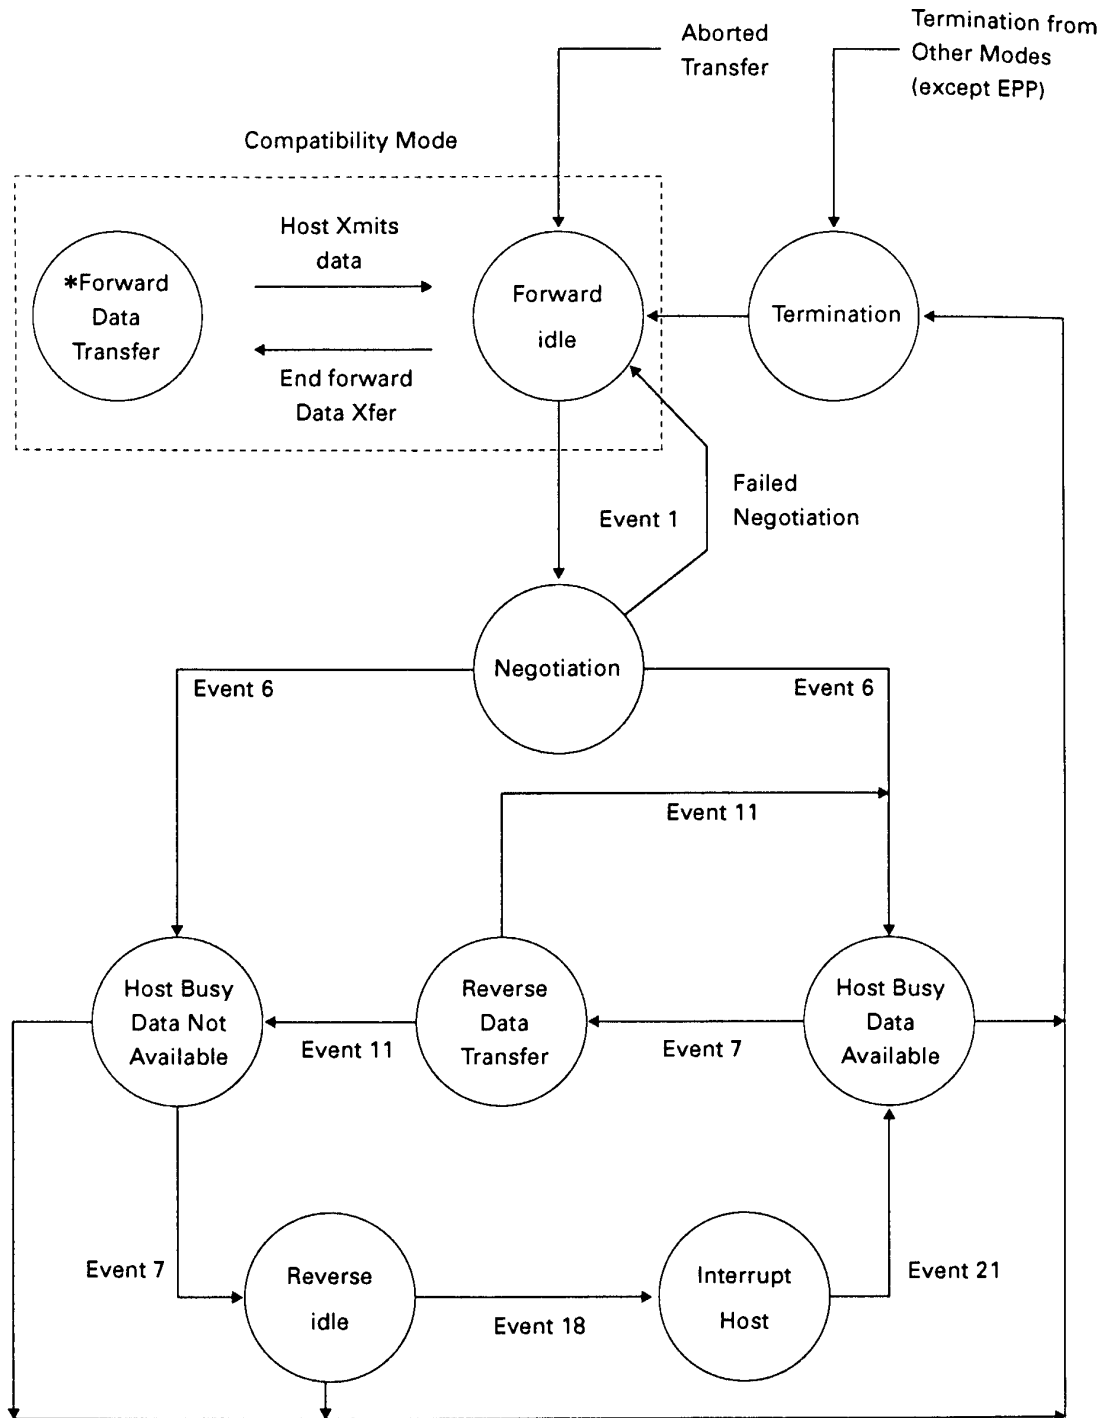 Aborted
Transfer
Termination from
Other Modes
(except EPP)
Compatibility Mode
Host Xmits
data
*Forward
Data
Transfer
End forward
Data Xfer
Forward
idle
Termination
Event 1
Failed
Negotiation
Negotiation
Event 6
Event 6
Event 11
Host Busy
Data Not
Available
Event 11
Reverse
Data
Transfer
Event 7
Host Busy
Data
Available
Event 7
Reverse
idle
Event 18
Interrupt
Host
Event 21